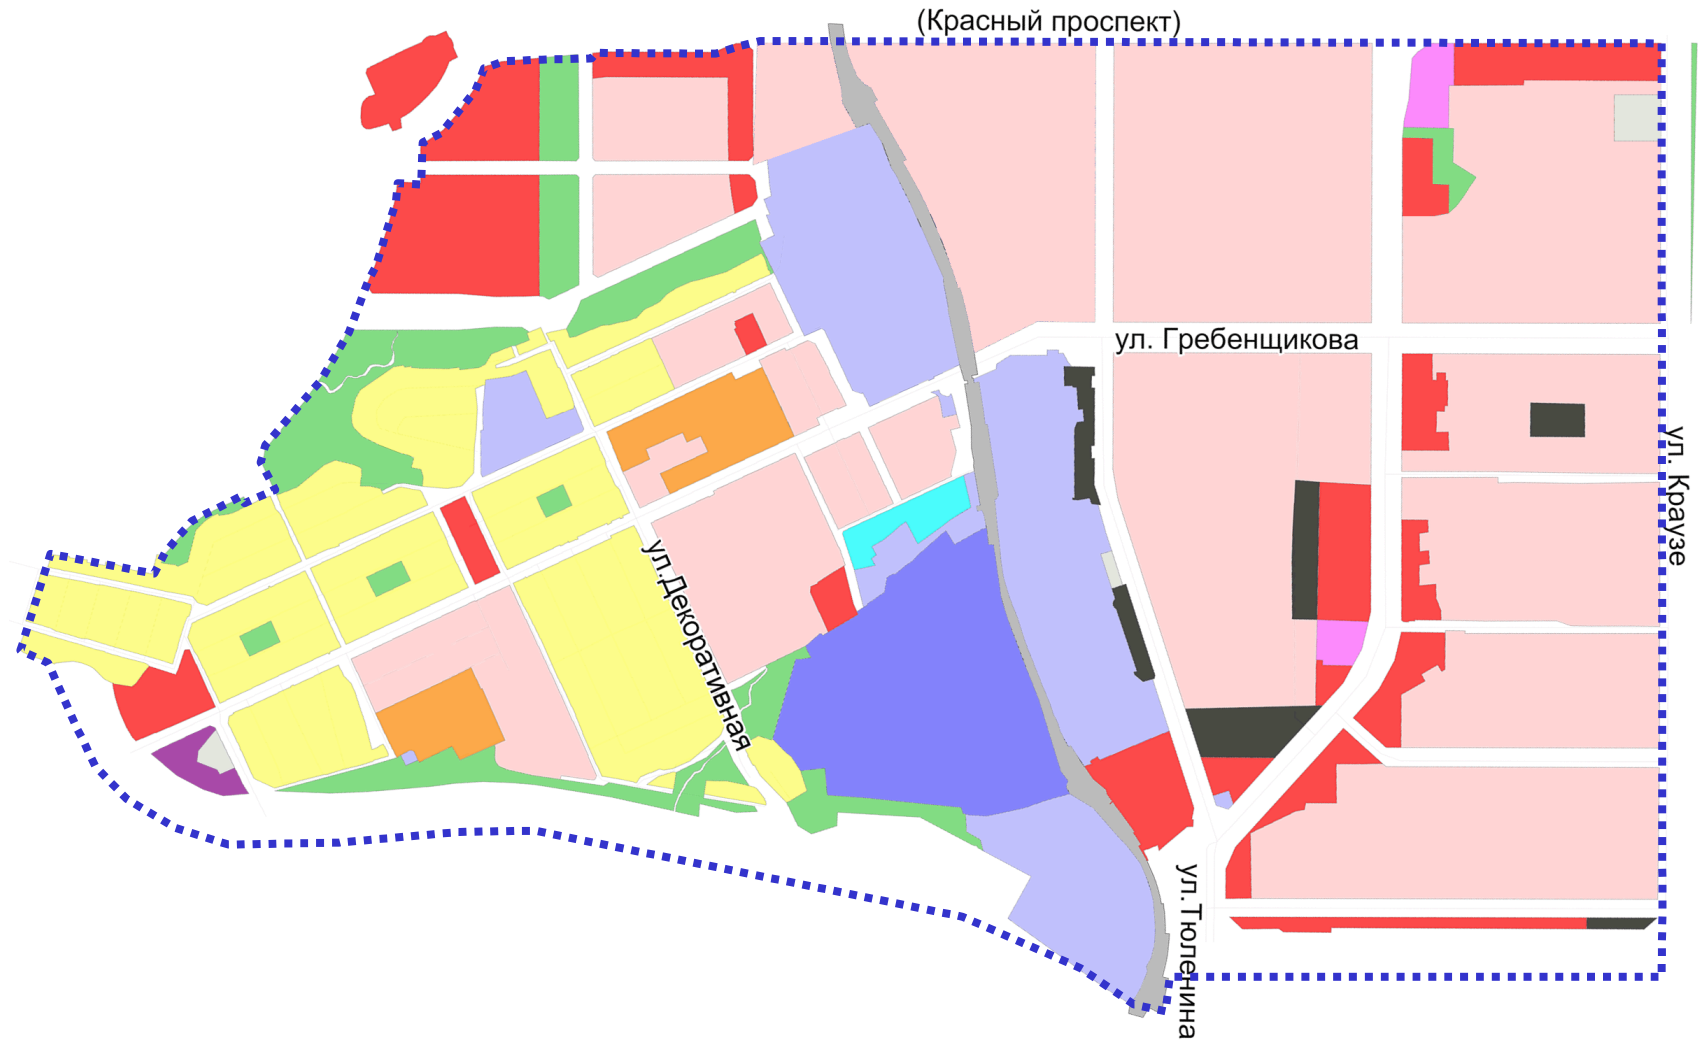 (Красный проспект)
ул. Гребенщикова
ул. Краузе
ул.Декоративная
ул.Тюленина